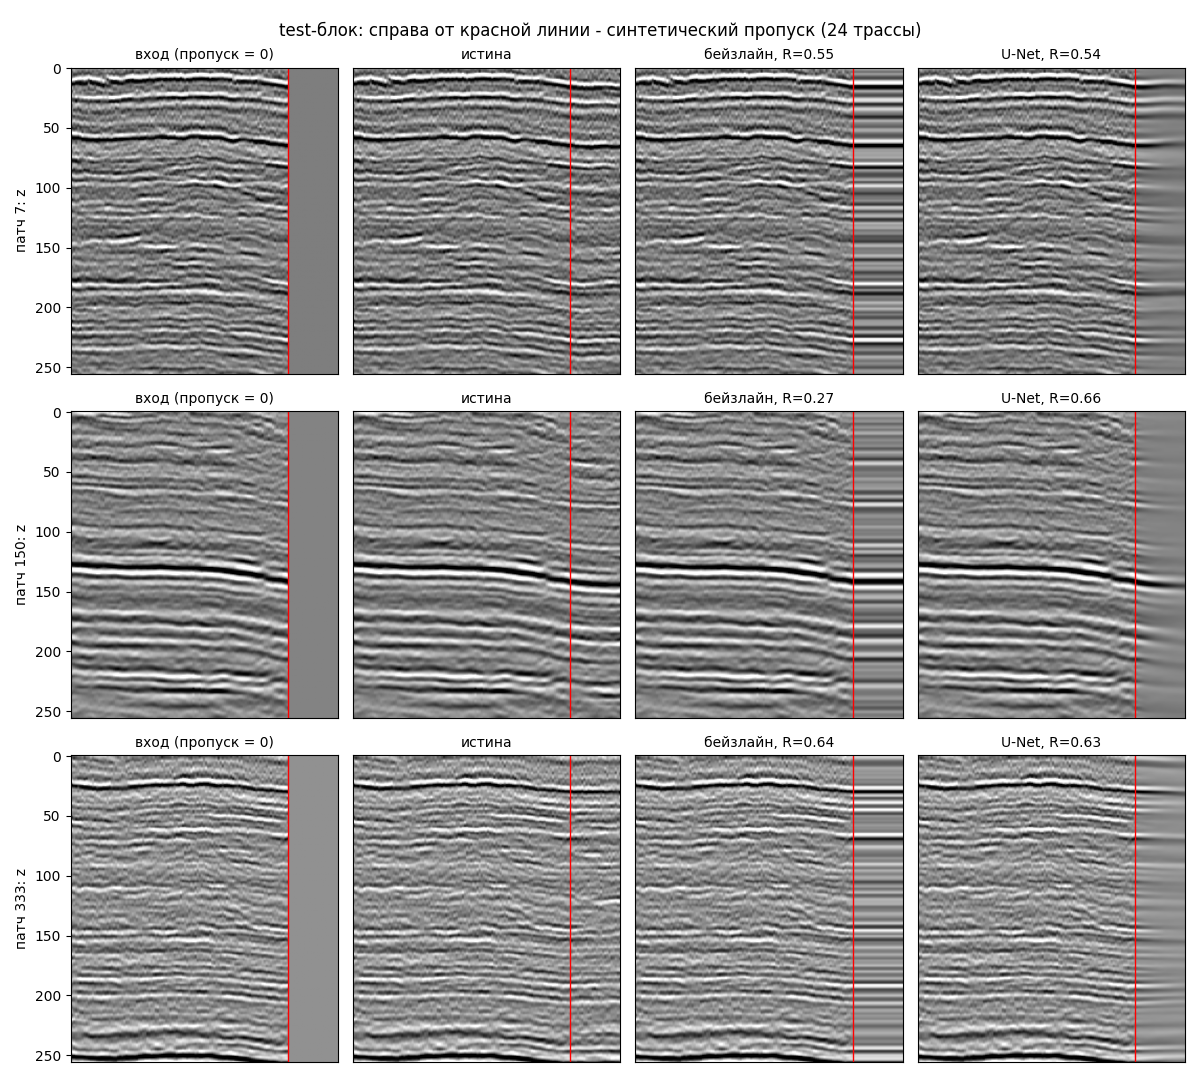 test-блок: справа от красной линии - синтетический пропуск (24 трассы)
вход (пропуск = 0) истина бейзлайн, R=0.55 U-Net, R=0.54
0
50
100
150
200
250
патч 7: z
вход (пропуск = 0) истина бейзлайн, R=0.27 U-Net, R=0.66
0
50
100
150
200
250
патч 150: z
вход (пропуск = 0) истина бейзлайн, R=0.64 U-Net, R=0.63
0
50
100
150
200
250
патч 333: z